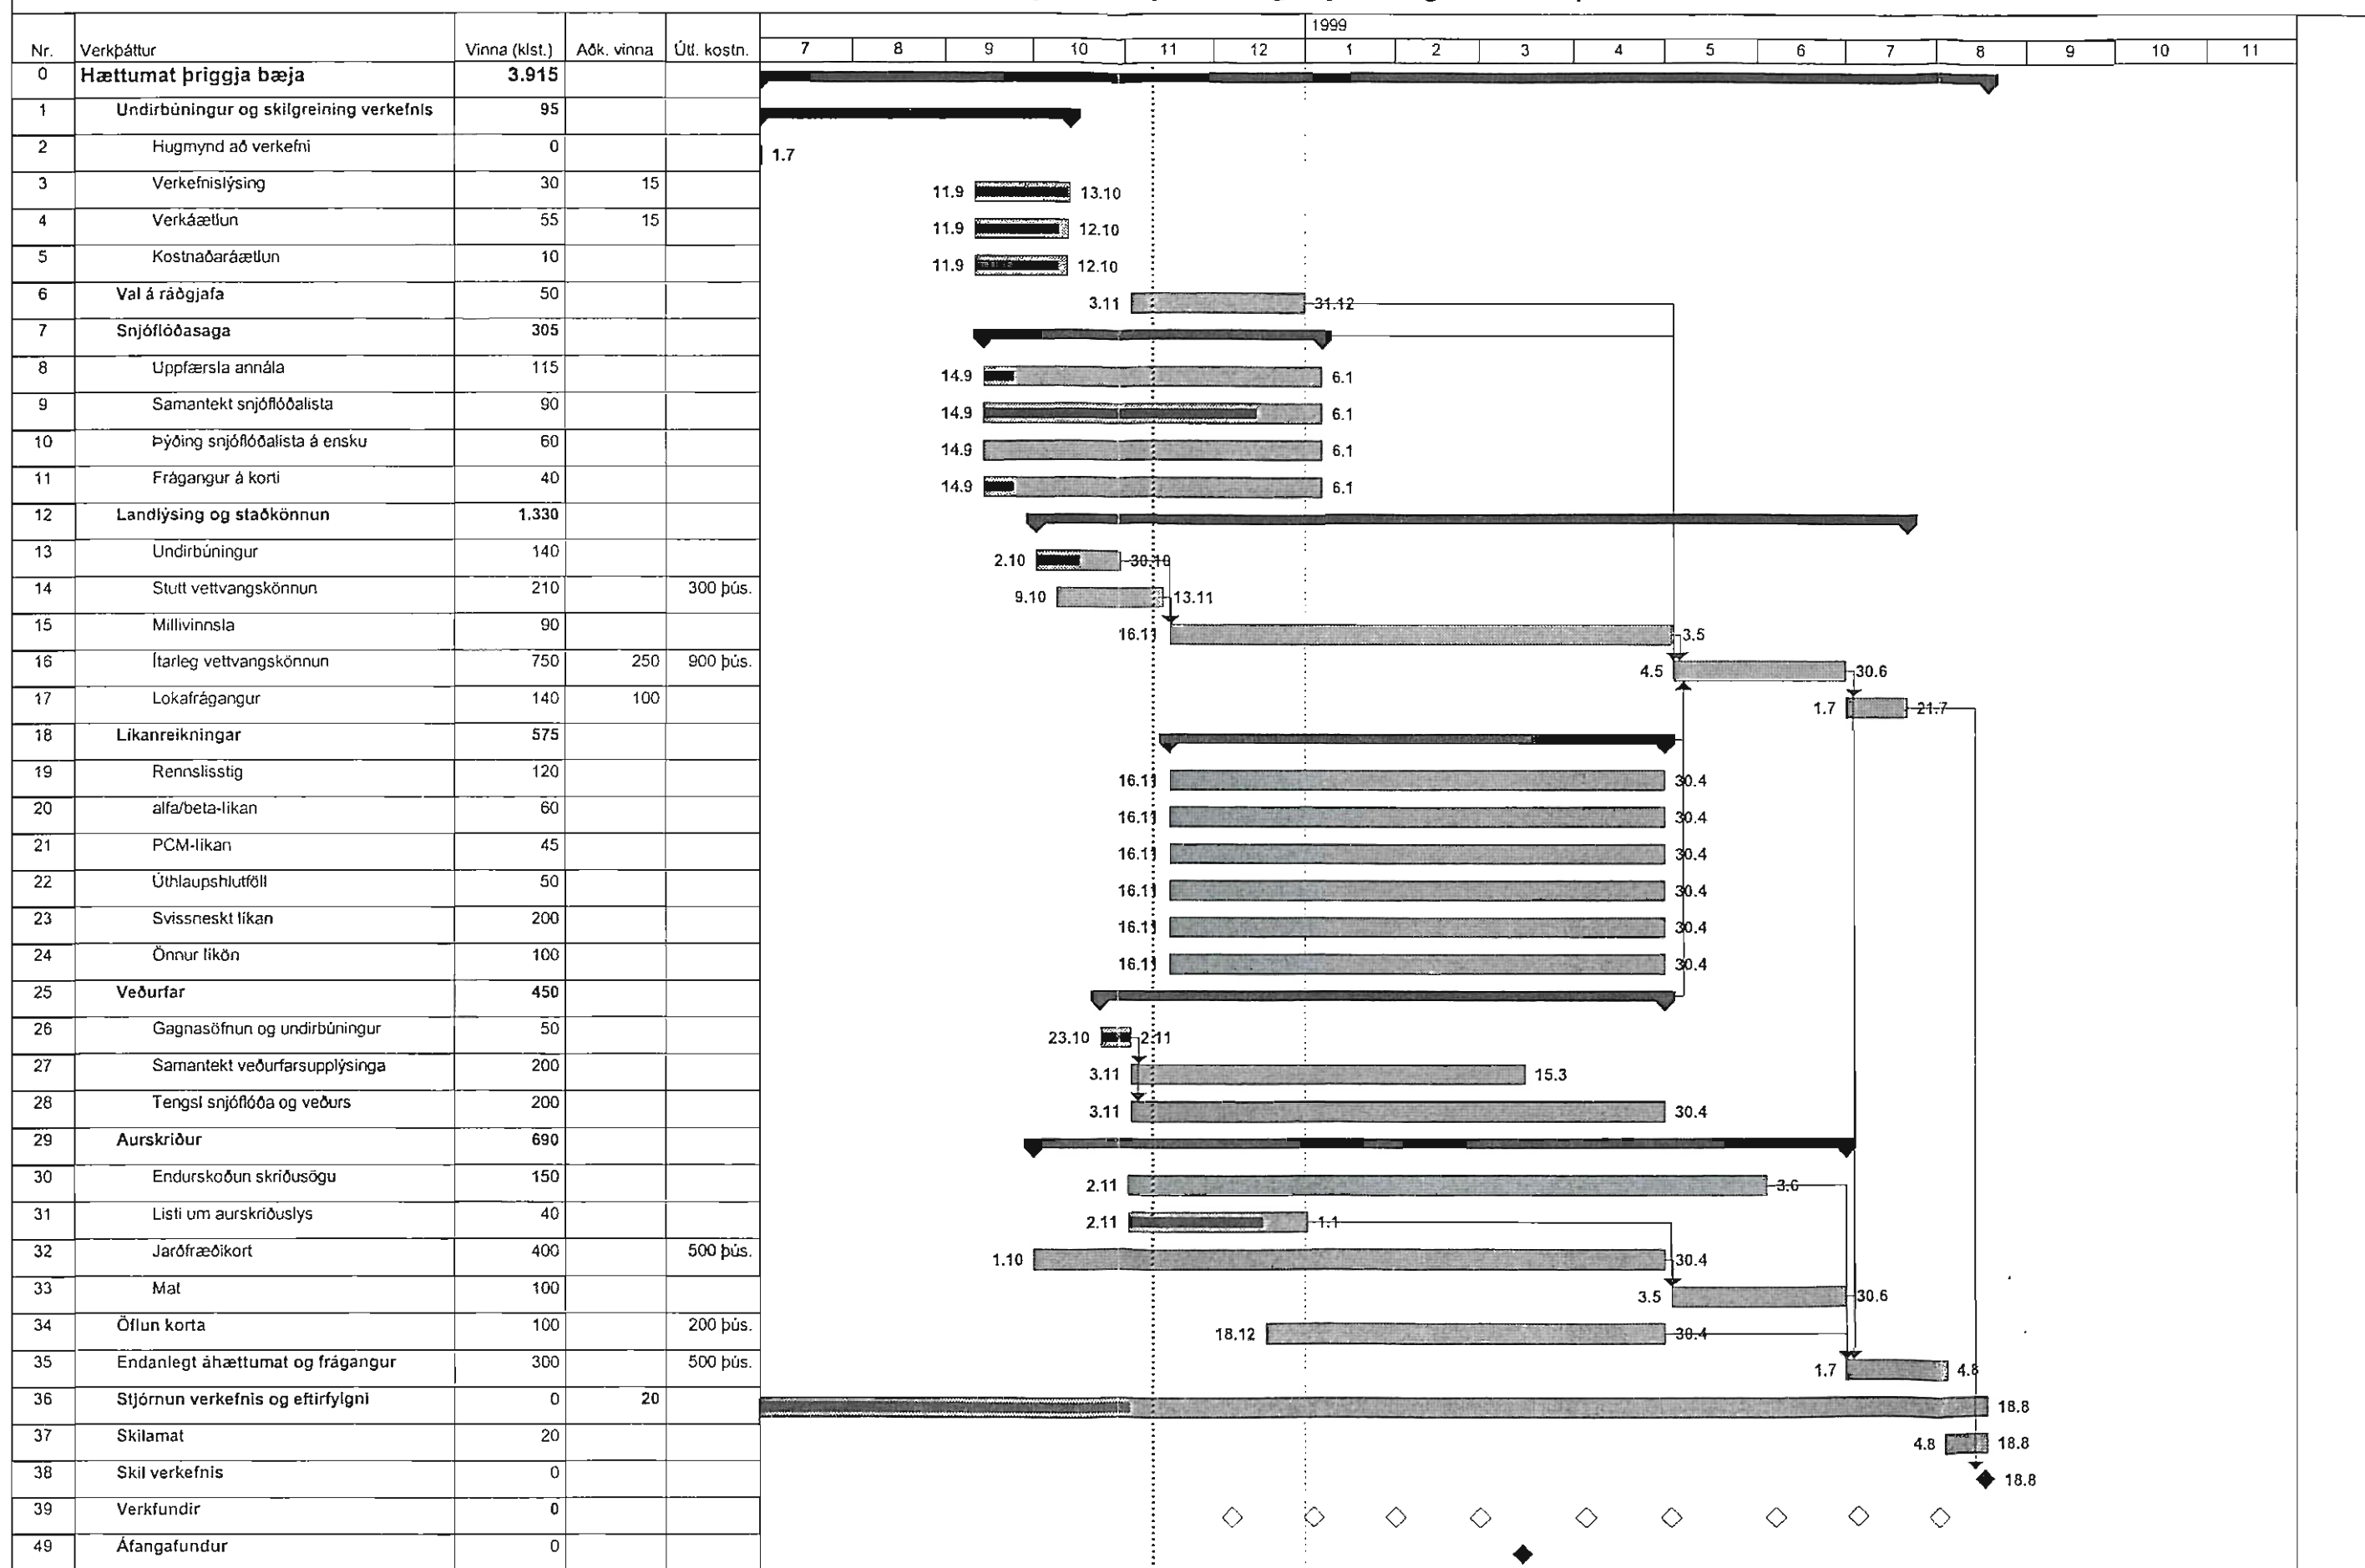 1999
Nr. Verkþáttur Vinna (klst.) Aðk. vinna Útl. kostn. 7 8 9 10 11 12 1 2 3 4 5 6 7 8 9 10 11
0 Hættumat þriggja bæja 3.915
1 Undirbúningur og skilgreining verkefnis 95
2 Hugmynd að verkefni 0 1.7
3 Verkefnislýsing 30 15 11.9 13.10
4 Verkáætlun 55 15 11.9 12.10
5 Kostnaðaráætlun 10 11.9 12.10
6 Val á ráðgjafa 50 3.11 31.12
7 Snjóflóðasaga 305
8 Uppfærsla annála 115 14.9 6.1
9 Samantekt snjóflóðalista 90 14.9 6.1
10 Þýðing snjóflóðalista á ensku 60 14.9 6.1
11 Frágangur á korti 40 14.9 6.1
12 Landlýsing og staðkönnun 1.330
13 Undirbúningur 140 2.10 30.10
14 Stutt vettvangskönnun 210 300 þús. 9.10 13.11
15 Millivinnsla 90 16.11 3.5
16 Ítarleg vettvangskönnun 750 250 900 þús. 4.5 30.6
17 Lokafrágangur 140 100 1.7 21.7
18 Líkanreikningar 575
19 Rennslisstig 120 16.11 30.4
20 alfa/beta-líkan 60 16.11 30.4
21 PCM-líkan 45 16.11 30.4
22 Úthlaupshlutföll 50 16.11 30.4
23 Svissneskt líkan 200 16.11 30.4
24 Önnur líkön 100 16.11 30.4
25 Veðurfar 450
26 Gagnasöfnun og undirbúningur 50 23.10 2.11
27 Samantekt veðurfarsupplýsinga 200 3.11 15.3
28 Tengsl snjóflóða og veðurs 200 3.11 30.4
29 Aurskriður 690
30 Endurskoðun skriðusögu 150 2.11 3.6
31 Listi um aurskriðuslys 40 2.11 1.1
32 Jarðfræðikort 400 500 þús. 1.10 30.4
33 Mat 100 3.5 30.6
34 Öflun korta 100 200 þús. 18.12 30.4
35 Endanlegt áhættumat og frágangur 300 500 þús. 1.7 4.8
36 Stjórnun verkefnis og eftirfylgni 0 20 18.8
37 Skilamat 20 4.8 18.8
38 Skil verkefnis 0 18.8
39 Verkfundir 0
49 Áfangafundur 0